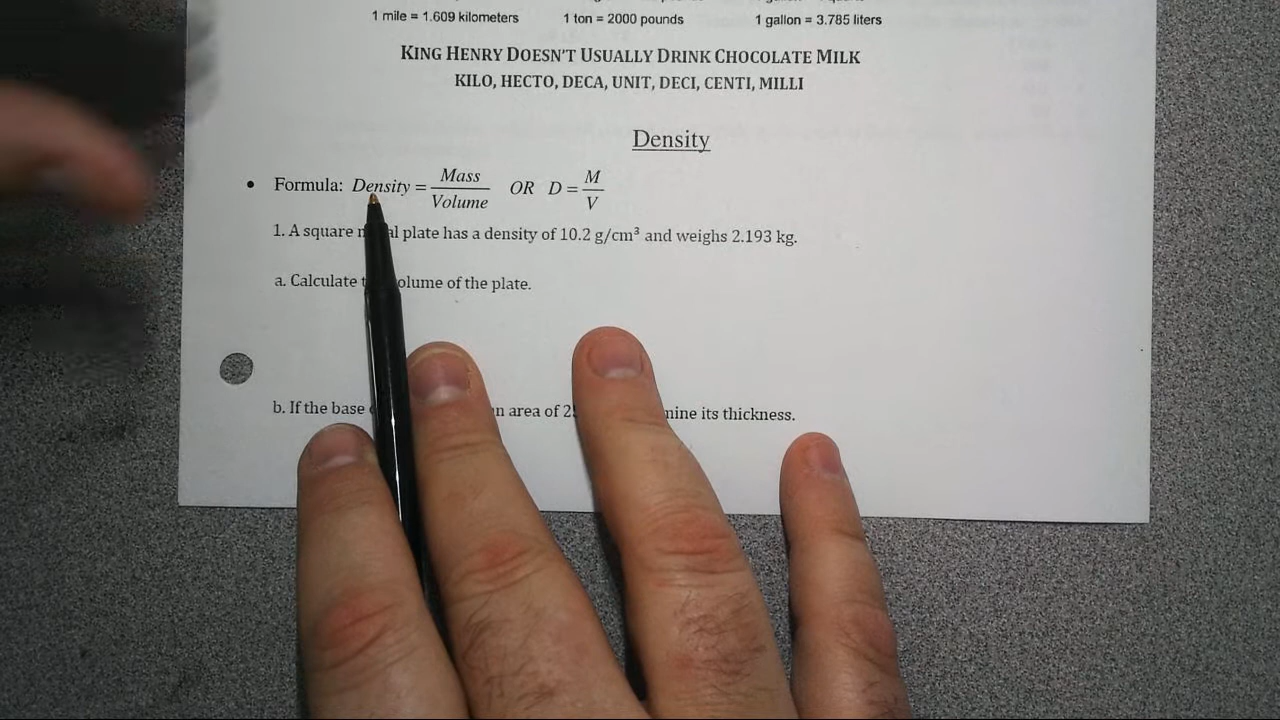 1 mile = 1.609 kilometers 1 ton = 2000 pounds 1 gallon = 3.785 liters
KING HENRY DOESN'T USUALLY DRINK CHOCOLATE MILK
KILO, HECTO, DECA, UNIT, DECI, CENTI, MILLI
Density
• Formula: Density = Mass / Volume OR D = M / V
1. A square plate has a density of 10.2 g/cm³ and weighs 2.193 kg.
a. Calculate of the plate.
b. If the base area of its thickness.